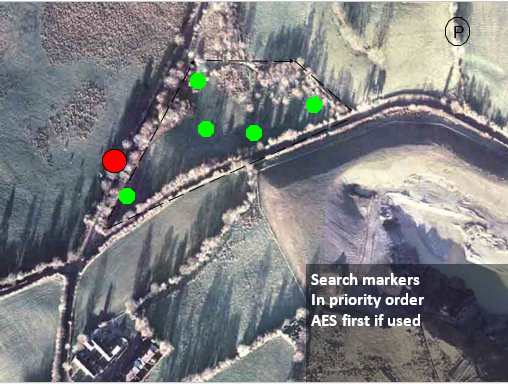 P
Search markers
In priority order
AES first if used